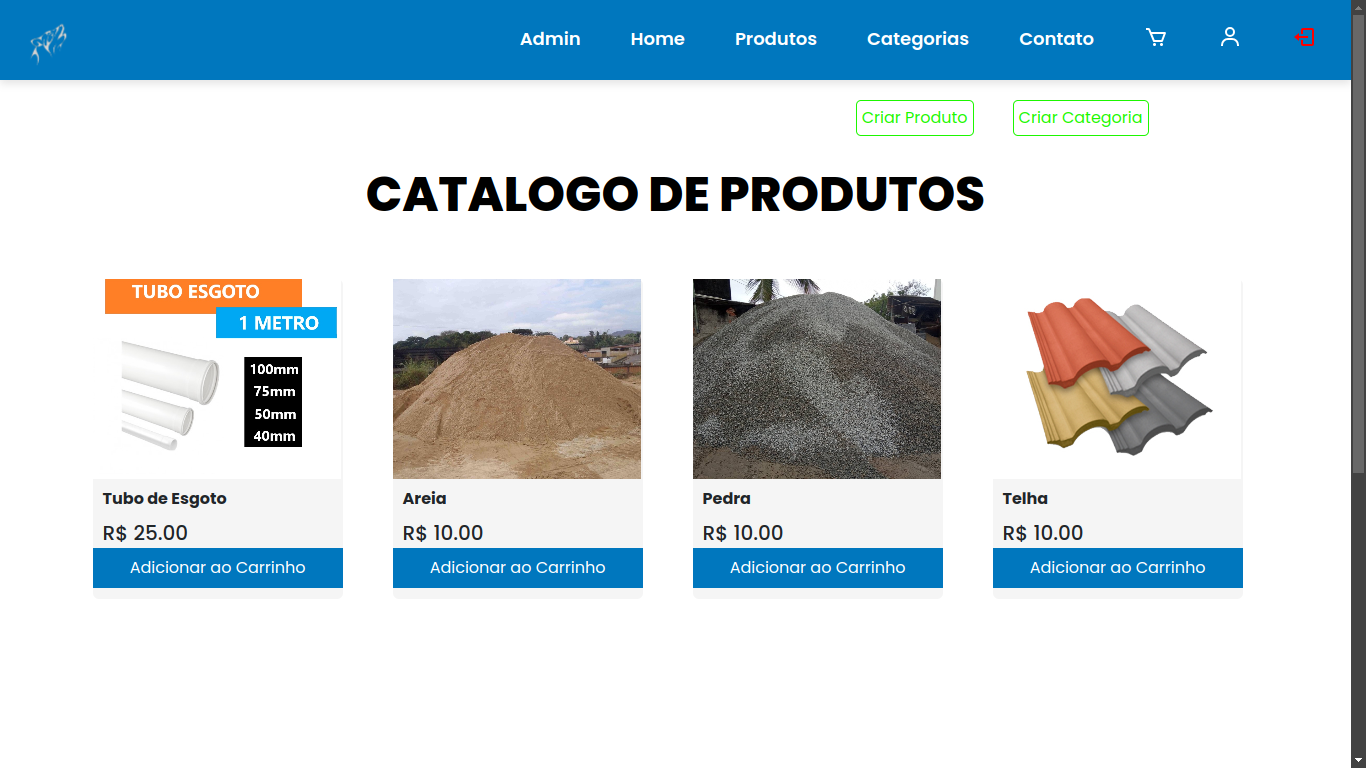 Admin Home Produtos Categorias Contato
Criar Produto Criar Categoria
CATALOGO DE PRODUTOS
TUBO ESGOTO
1 METRO
100mm
75mm
50mm
40mm
Tubo de Esgoto
R$ 25.00
Adicionar ao Carrinho
Areia
R$ 10.00
Adicionar ao Carrinho
Pedra
R$ 10.00
Adicionar ao Carrinho
Telha
R$ 10.00
Adicionar ao Carrinho